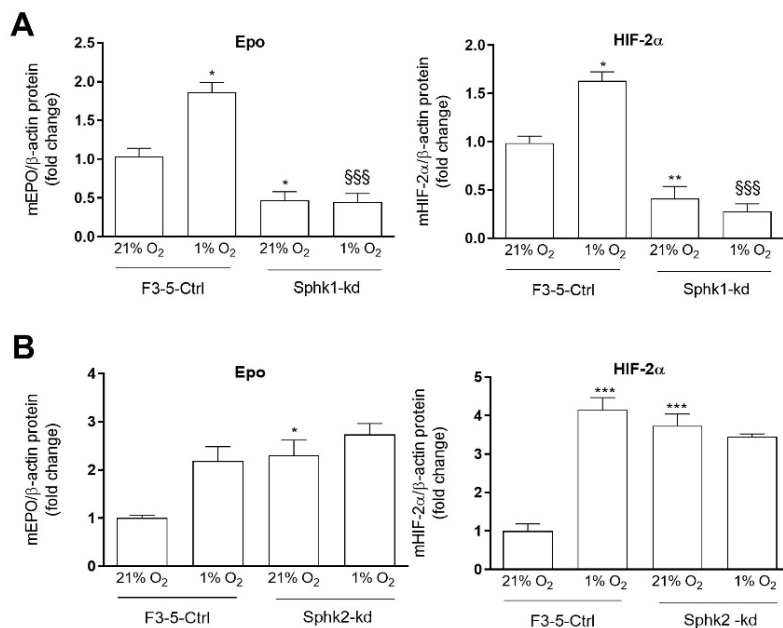 A
Epo
mEPO/β-actin protein
(fold change)
2.5
2.0
1.5
1.0
0.5
0.0
*
*
§§§
21% O₂ 1% O₂ 21% O₂ 1% O₂
F3-5-Ctrl Sphk1-kd
HIF-2α
mHIF-2α/β-actin protein
(fold change)
2.0
1.5
1.0
0.5
0.0
*
**
§§§
21% O₂ 1% O₂ 21% O₂ 1% O₂
F3-5-Ctrl Sphk1-kd
B
Epo
mEPO/β-actin protein
(fold change)
4
3
2
1
0
*
21% O₂ 1% O₂ 21% O₂ 1% O₂
F3-5-Ctrl Sphk2-kd
HIF-2α
mHIF-2α/β-actin protein
(fold change)
5
4
3
2
1
0
***
***
21% O₂ 1% O₂ 21% O₂ 1% O₂
F3-5-Ctrl Sphk2 -kd